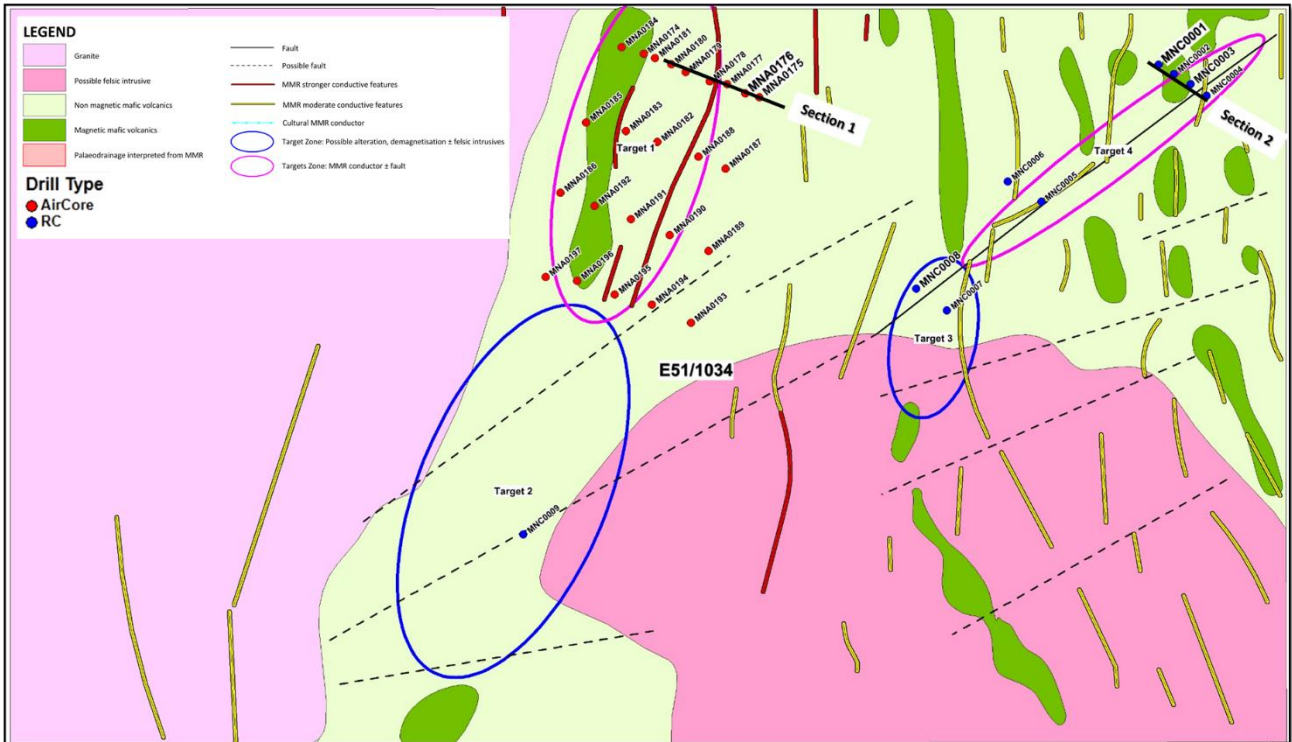 LEGEND
Granite
Possible felsic intrusive
Non magnetic mafic volcanics
Magnetic mafic volcanics
Palaeodrainage interpreted from MMR
Fault
Possible fault
MMR stronger conductive features
MMR moderate conductive features
Cultural MMR conductor
Target Zone: Possible alteration, demagnetisation ± felsic intrusives
Targets Zone: MMR conductor ± fault
Drill Type
AirCore
RC
MNA0184
MNA0174
MNA0181
MNA0180
MNA0179
MNA0178
MNA0177
MNA0176
MNA0175
Section 1
MNA0185
MNA0183
MNA0182
Target 1
MNA0188
MNA0187
MNA0186
MNA0192
MNA0191
MNA0190
MNA0189
MNA0197
MNA0196
MNA0195
MNA0194
MNA0193
MNC0001
MNC0002
MNC0003
MNC0004
Section 2
Target 4
MNC0006
MNC0005
MNC0008
MNC0007
Target 3
E51/1034
Target 2
MNC0009